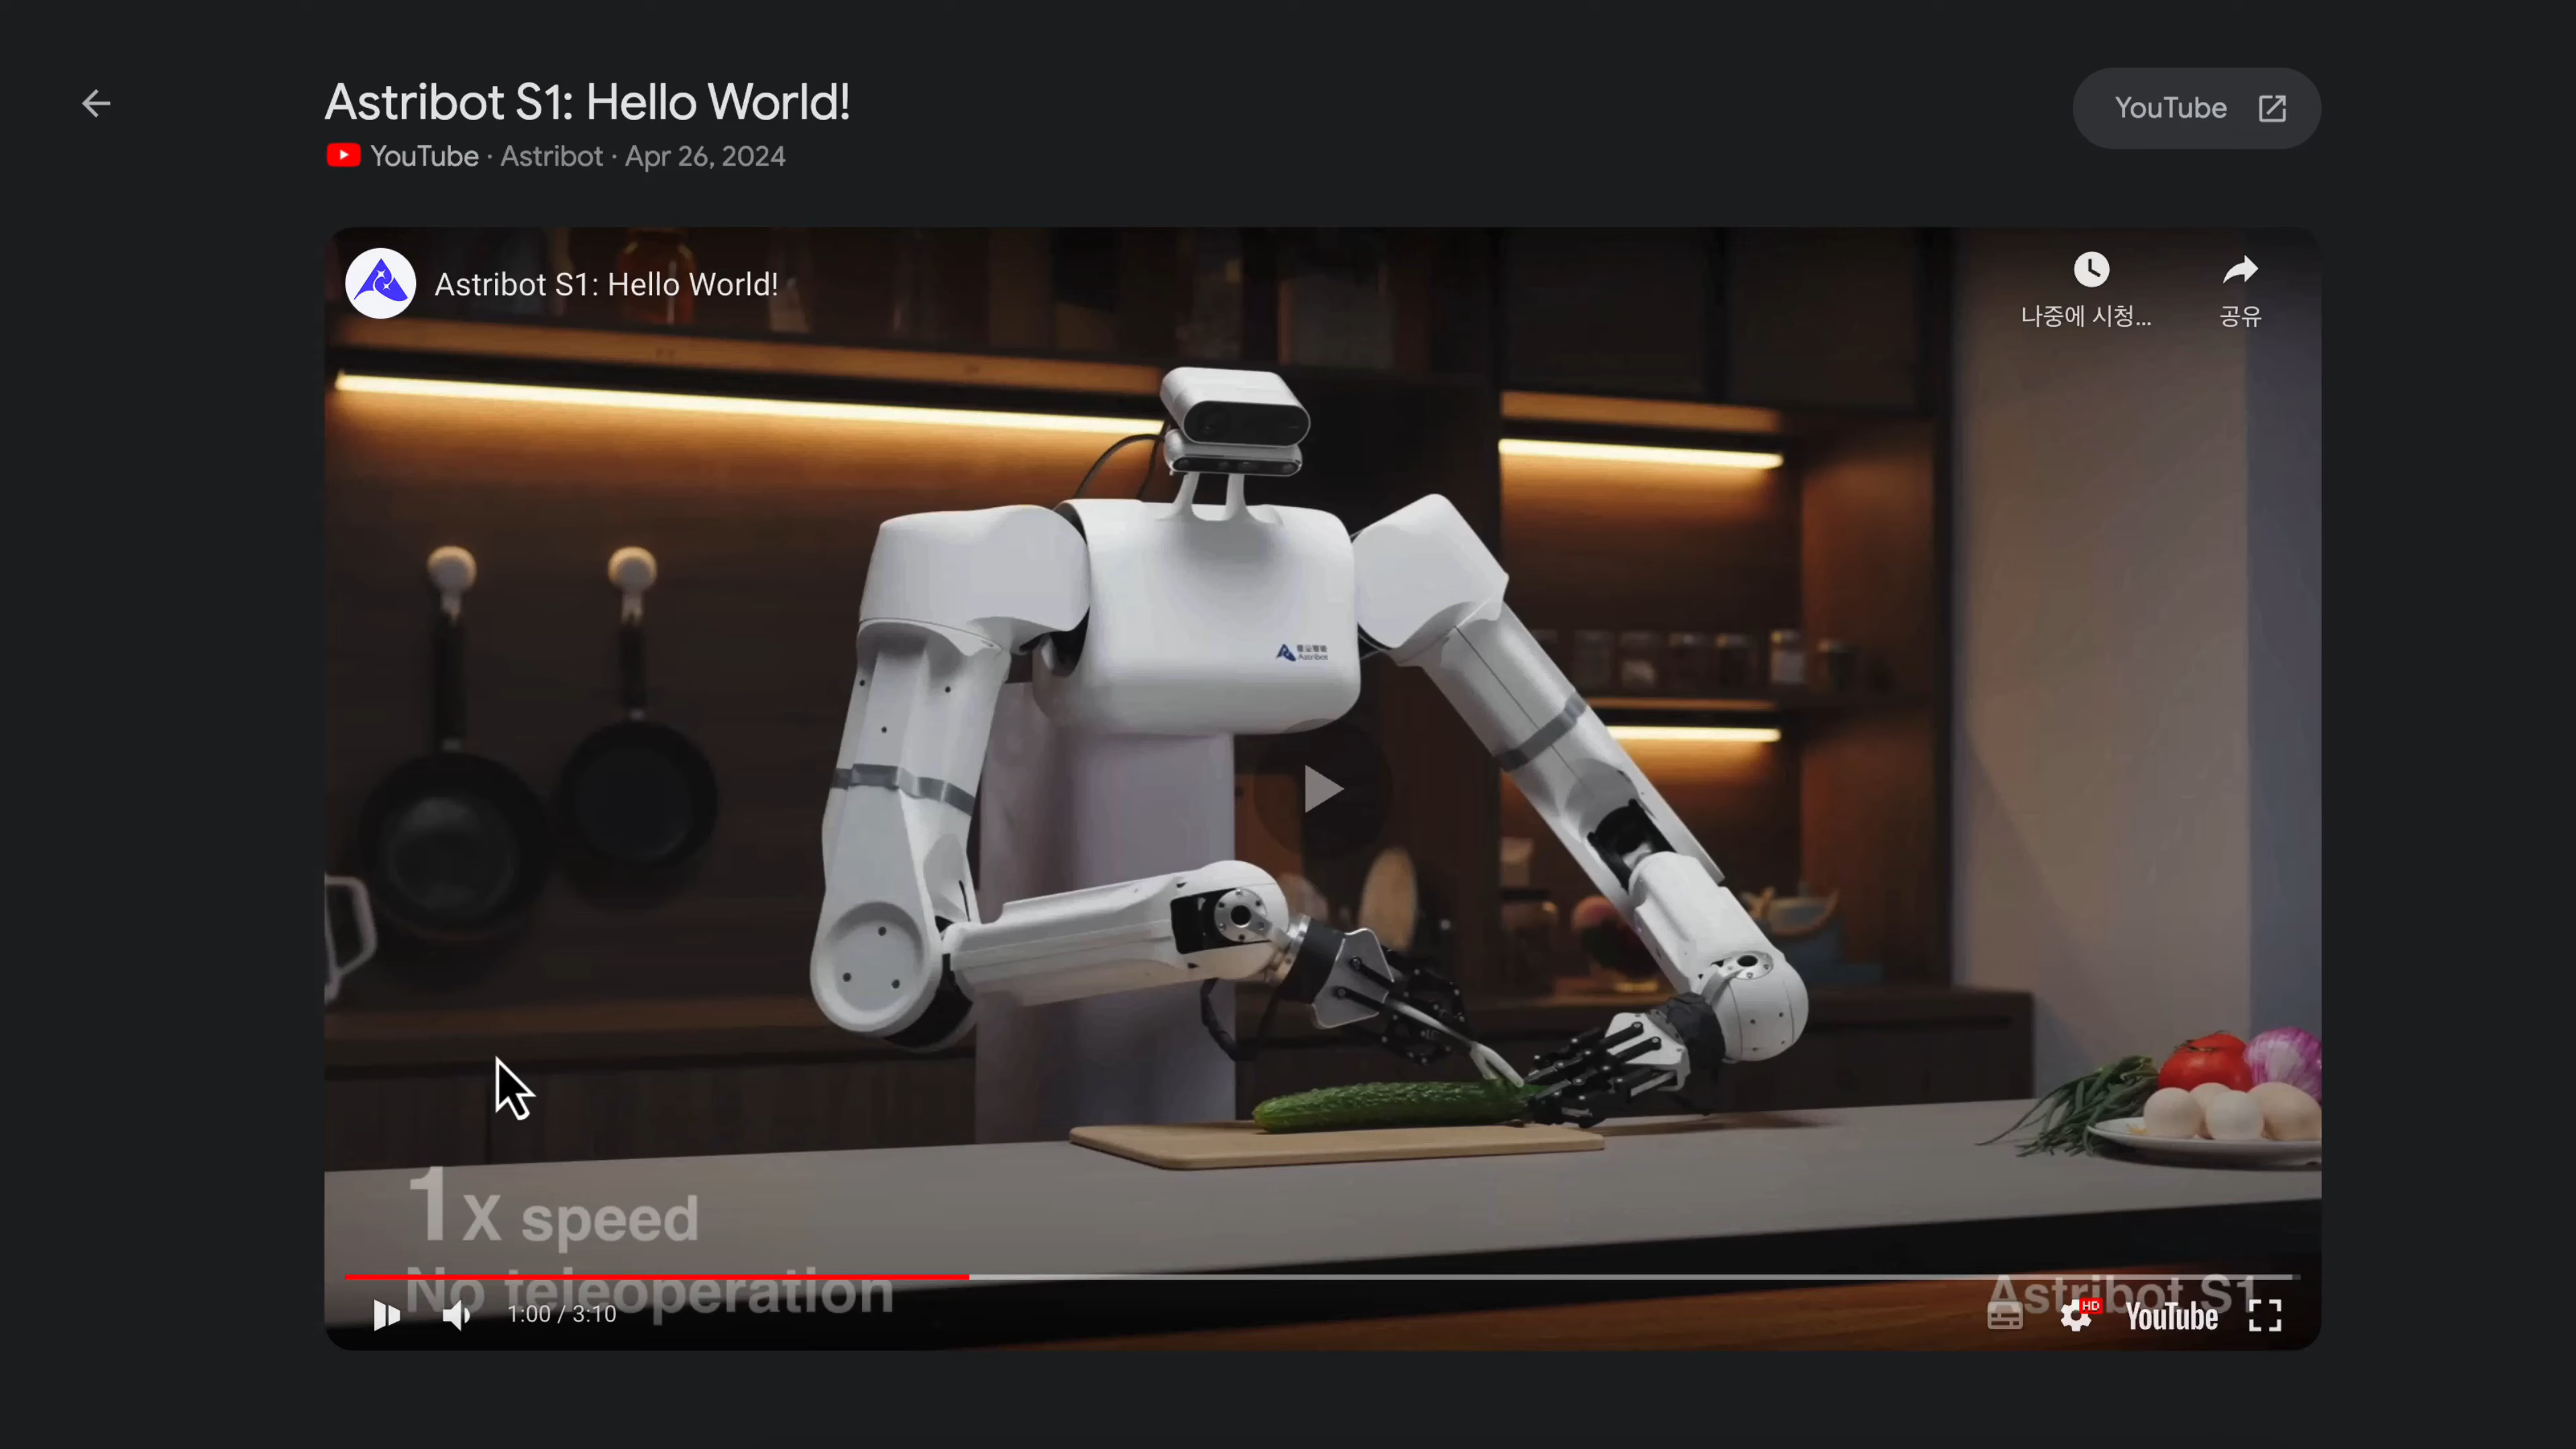 Astribot S1: Hello World!
YouTube
YouTube · Astribot · Apr 26, 2024
Astribot S1: Hello World!
나중에 시청...
공유
Astribot
1x speed
No teleoperation
Astribot S1
1:00 / 3:10
HD
YouTube